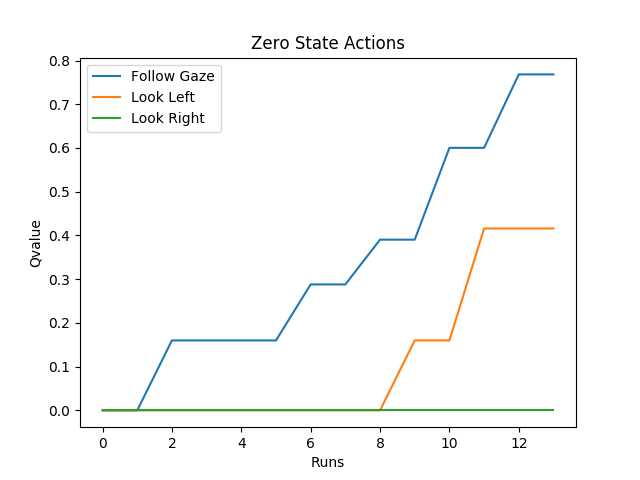 Zero State Actions
Follow Gaze
Look Left
Look Right
0.8
0.7
0.6
0.5
0.4
0.3
0.2
0.1
0.0
Qvalue
0 2 4 6 8 10 12
Runs